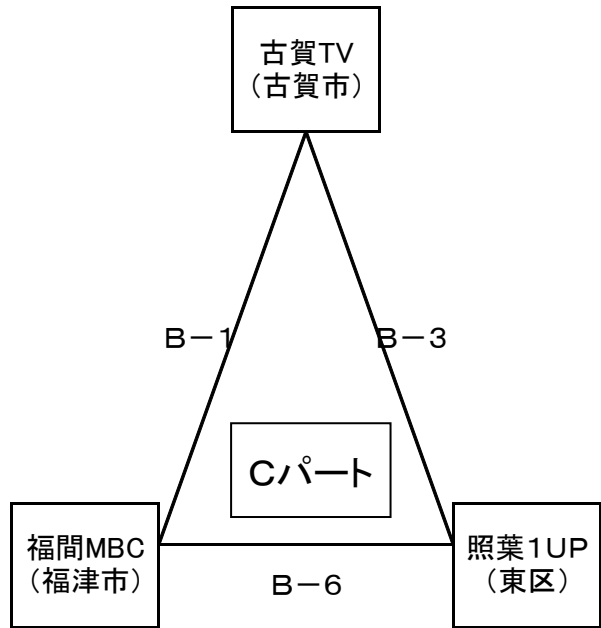 古賀TV
（古賀市）
B－1
B－3
Cパート
福間MBC
（福津市）
B－6
照葉1UP
（東区）